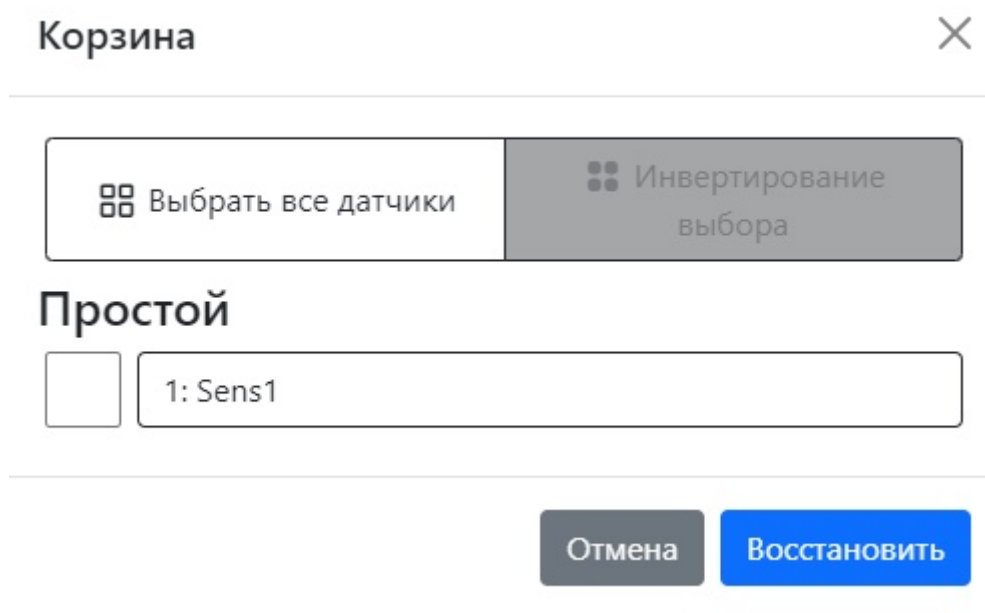 Корзина
Выбрать все датчики
Инвертирование
выбора
Простой
1: Sens1
Отмена
Восстановить